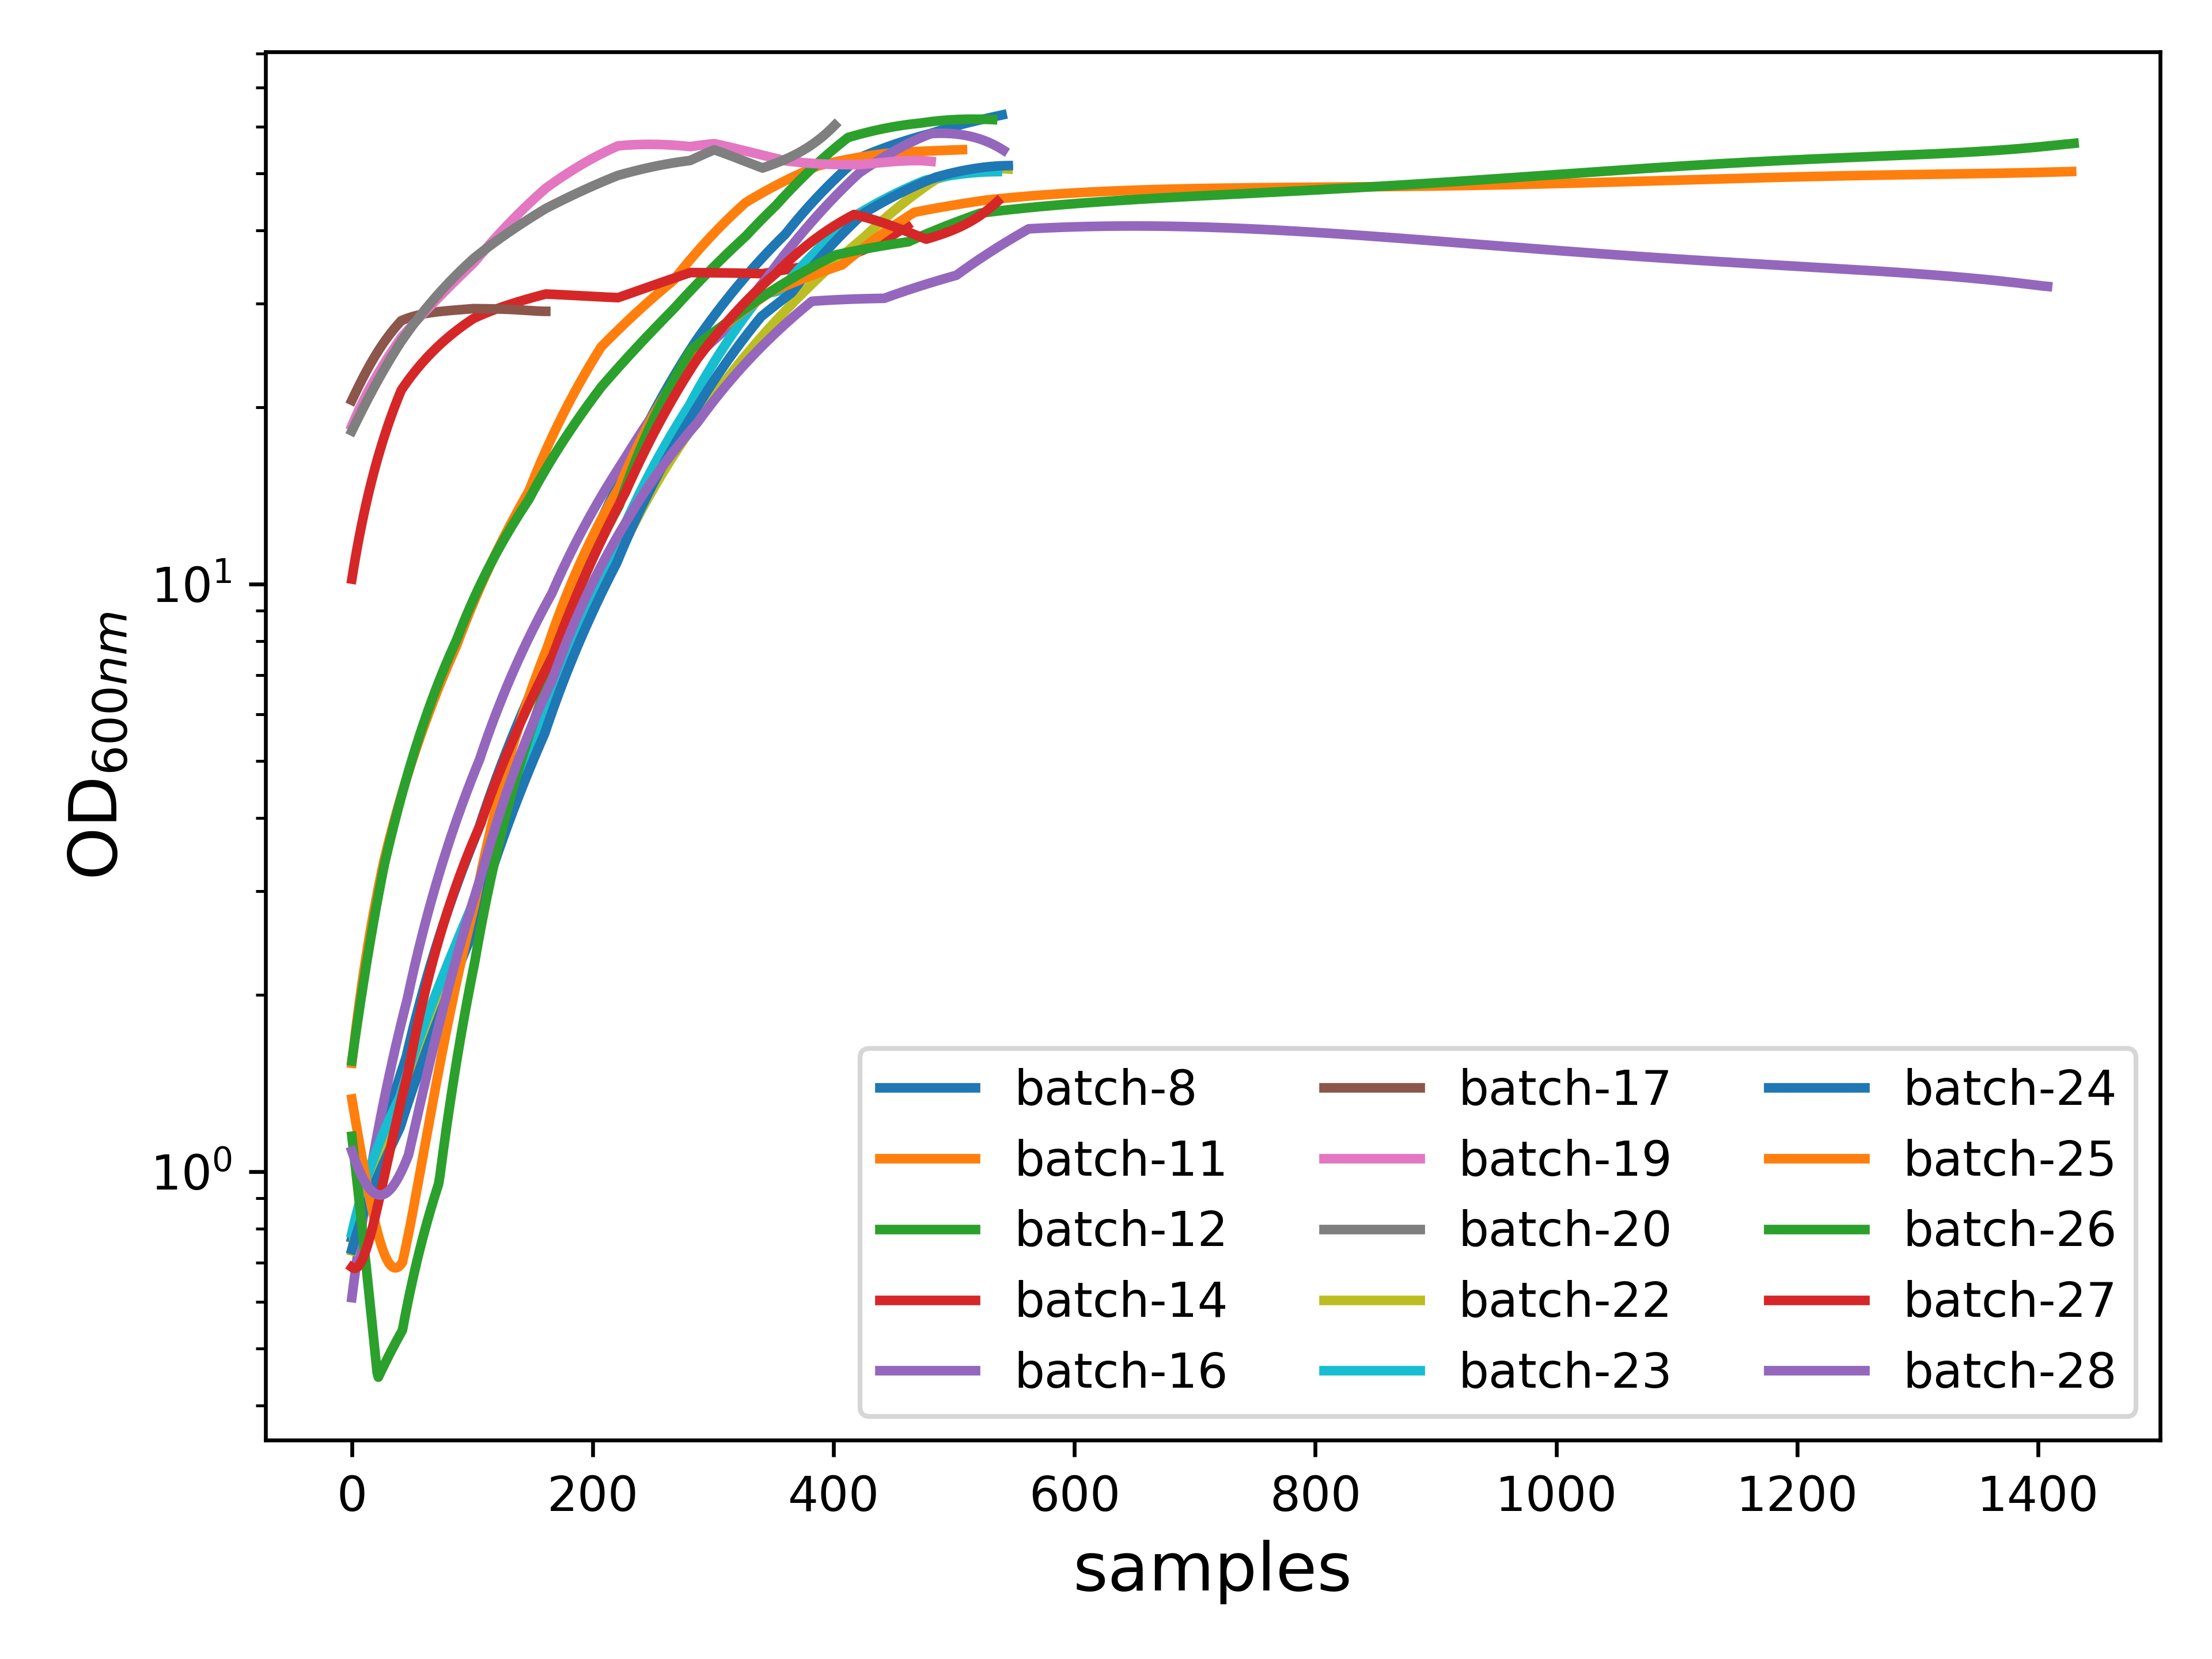 OD600nm
10^1
10^0
0 200 400 600 800 1000 1200 1400
samples
batch-8 batch-17 batch-24
batch-11 batch-19 batch-25
batch-12 batch-20 batch-26
batch-14 batch-22 batch-27
batch-16 batch-23 batch-28